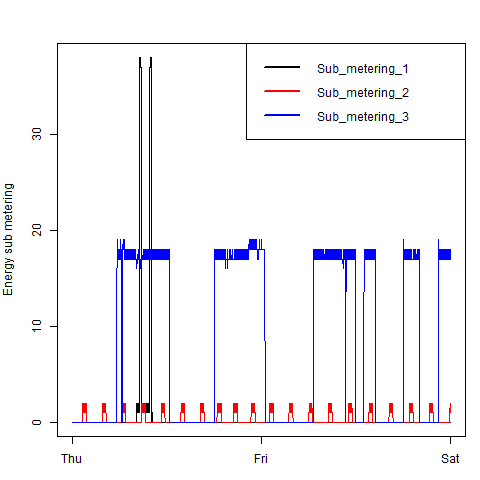 Sub_metering_1
Sub_metering_2
Sub_metering_3
Energy sub metering
30
20
10
0
Thu Fri Sat